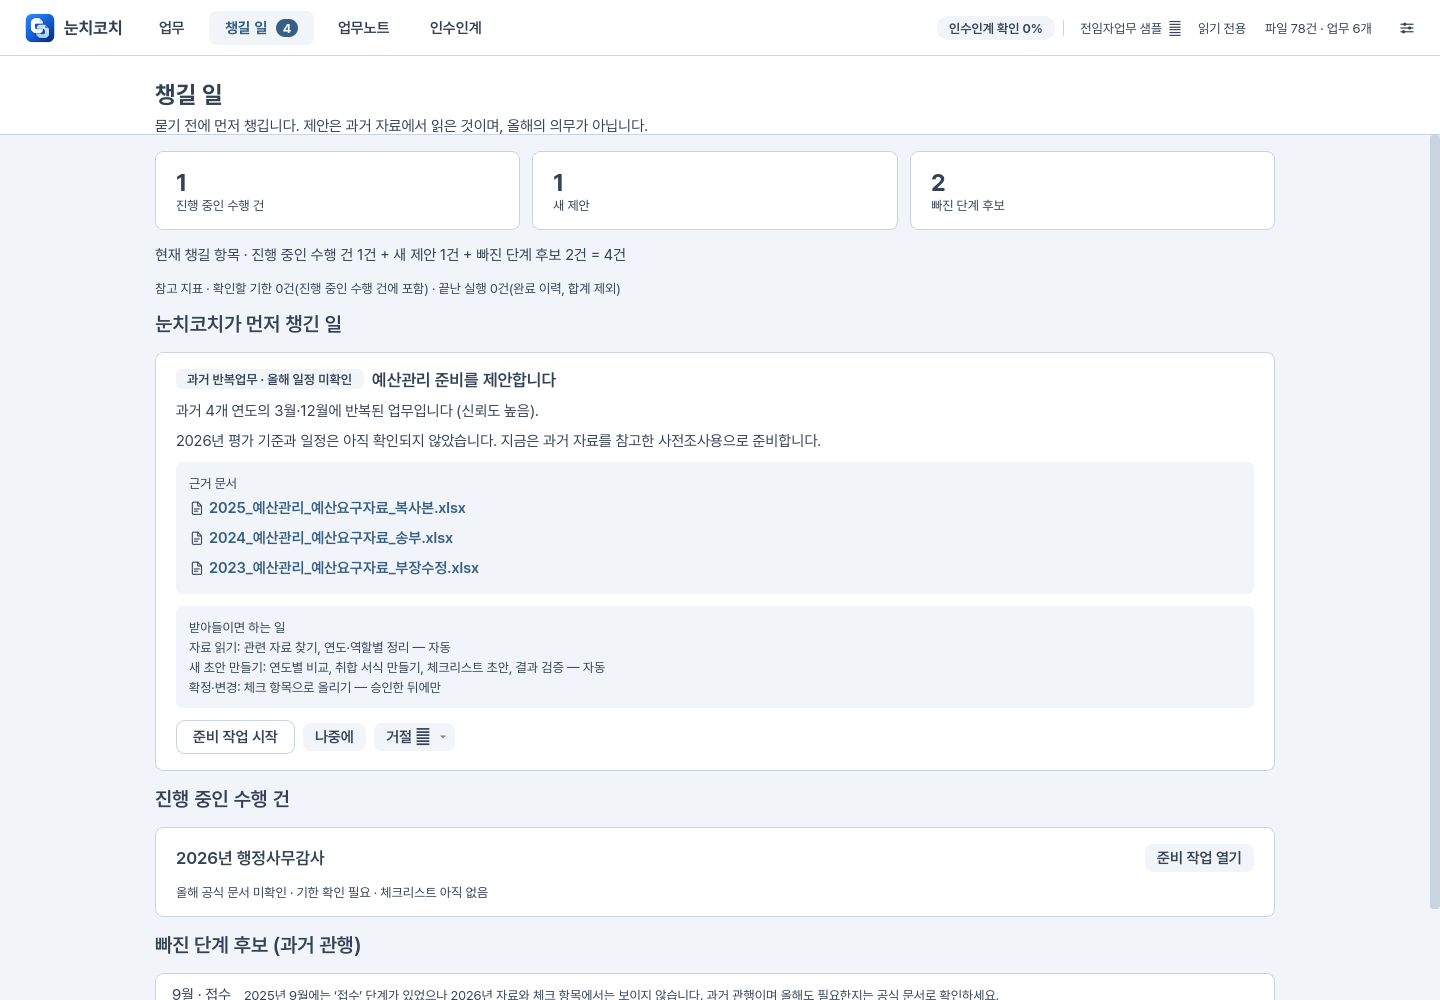 눈치코치
업무
챙길 일 4
업무노트
인수인계
인수인계 확인 0%
전임자업무 샘플
읽기 전용
파일 78건 · 업무 6개
챙길 일
묻기 전에 먼저 챙깁니다. 제안은 과거 자료에서 읽은 것이며, 올해의 의무가 아닙니다.
1
진행 중인 수행 건
1
새 제안
2
빠진 단계 후보
현재 챙길 항목 · 진행 중인 수행 건 1건 + 새 제안 1건 + 빠진 단계 후보 2건 = 4건
참고 지표 · 확인할 기한 0건(진행 중인 수행 건에 포함) · 끝난 실행 0건(완료 이력, 합계 제외)
눈치코치가 먼저 챙긴 일
과거 반복업무 · 올해 일정 미확인 예산관리 준비를 제안합니다
과거 4개 연도의 3월·12월에 반복된 업무입니다 (신뢰도 높음).
2026년 평가 기준과 일정은 아직 확인되지 않았습니다. 지금은 과거 자료를 참고한 사전조사용으로 준비합니다.
근거 문서
2025_예산관리_예산요구자료_복사본.xlsx
2024_예산관리_예산요구자료_송부.xlsx
2023_예산관리_예산요구자료_부장수정.xlsx
받아들이면 하는 일
자료 읽기: 관련 자료 찾기, 연도·역할별 정리 — 자동
새 초안 만들기: 연도별 비교, 취합 서식 만들기, 체크리스트 초안, 결과 검증 — 자동
확정·변경: 체크 항목으로 올리기 — 승인한 뒤에만
준비 작업 시작
나중에
거절
진행 중인 수행 건
2026년 행정사무감사
준비 작업 열기
올해 공식 문서 미확인 · 기한 확인 필요 · 체크리스트 아직 없음
빠진 단계 후보 (과거 관행)
9월 · 접수 2025년 9월에는 '접수' 단계가 있었으나 2026년 자료와 체크 항목에서는 보이지 않습니다. 과거 관행이며 올해도 필요한지는 공식 문서로 확인하세요.